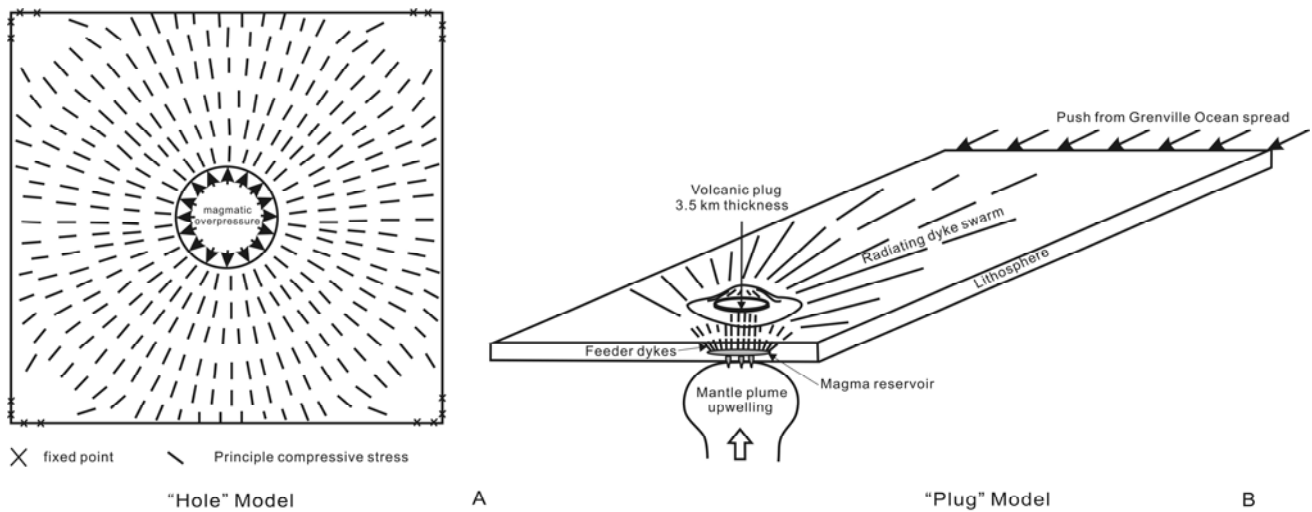 magmatic
overpressure
fixed point
Principle compressive stress
"Hole" Model
A
Push from Grenville Ocean spread
Volcanic plug
3.5 km thickness
Radiating dyke swarm
Lithosphere
Feeder dykes
Magma reservoir
Mantle plume
upwelling
"Plug" Model
B